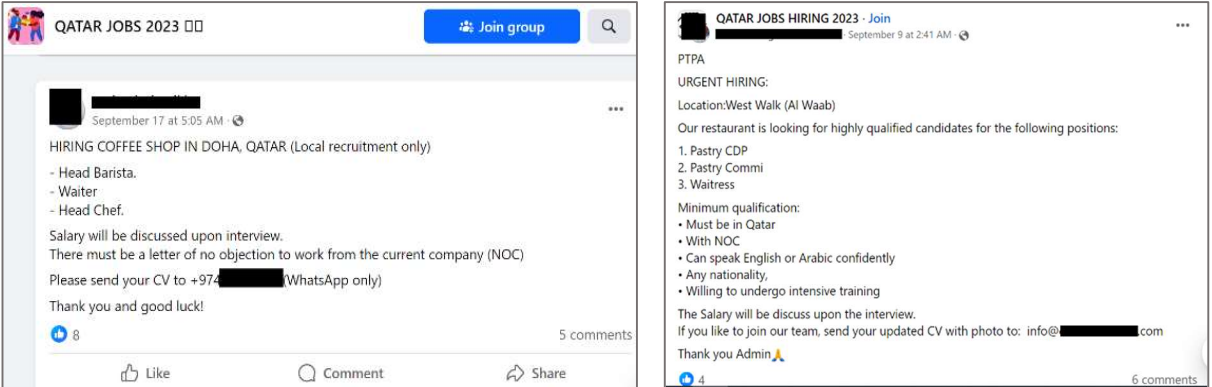 QATAR JOBS 2023
Join group
September 17 at 5:05 AM ·
HIRING COFFEE SHOP IN DOHA, QATAR (Local recruitment only)
- Head Barista.
- Waiter
- Head Chef.
Salary will be discussed upon interview.
There must be a letter of no objection to work from the current company (NOC)
Please send your CV to +974 (WhatsApp only)
Thank you and good luck!
8
5 comments
Like
Comment
Share
QATAR JOBS HIRING 2023 · Join
· September 9 at 2:41 AM ·
PTPA
URGENT HIRING:
Location:West Walk (Al Waab)
Our restaurant is looking for highly qualified candidates for the following positions:
1. Pastry CDP
2. Pastry Commi
3. Waitress
Minimum qualification:
• Must be in Qatar
• With NOC
• Can speak English or Arabic confidently
• Any nationality,
• Willing to undergo intensive training
The Salary will be discuss upon the interview.
If you like to join our team, send your updated CV with photo to: info@ .com
Thank you Admin🙏
4
6 comments